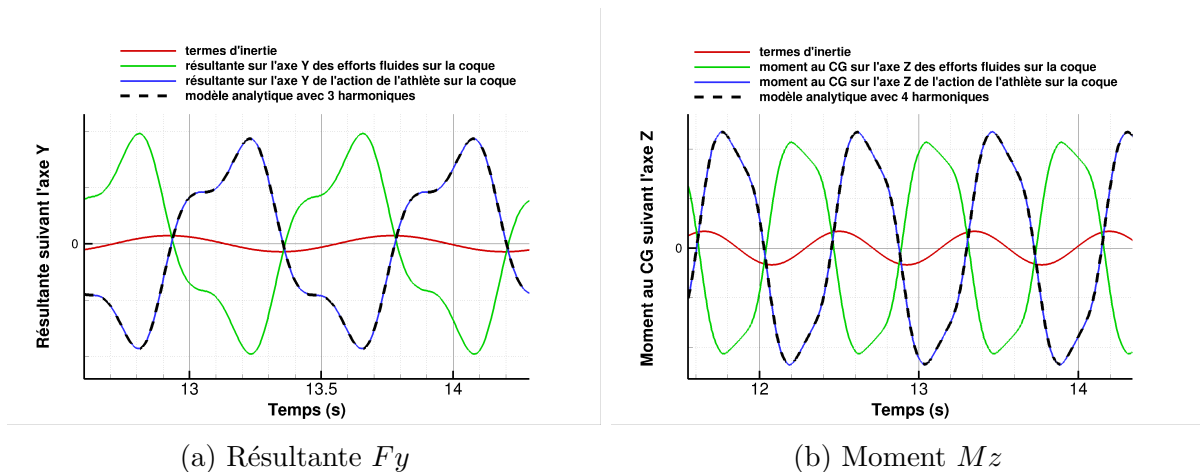 termes d'inertie
résultante sur l'axe Y des efforts fluides sur la coque
résultante sur l'axe Y de l'action de l'athlète sur la coque
modèle analytique avec 3 harmoniques
Résultante suivant l'axe Y
0
13 13.5 14
Temps (s)
(a) Résultante Fy
termes d'inertie
moment au CG sur l'axe Z des efforts fluides sur la coque
moment au CG sur l'axe Z de l'action de l'athlète sur la coque
modèle analytique avec 4 harmoniques
Moment au CG suivant l'axe Z
0
12 13 14
Temps (s)
(b) Moment Mz